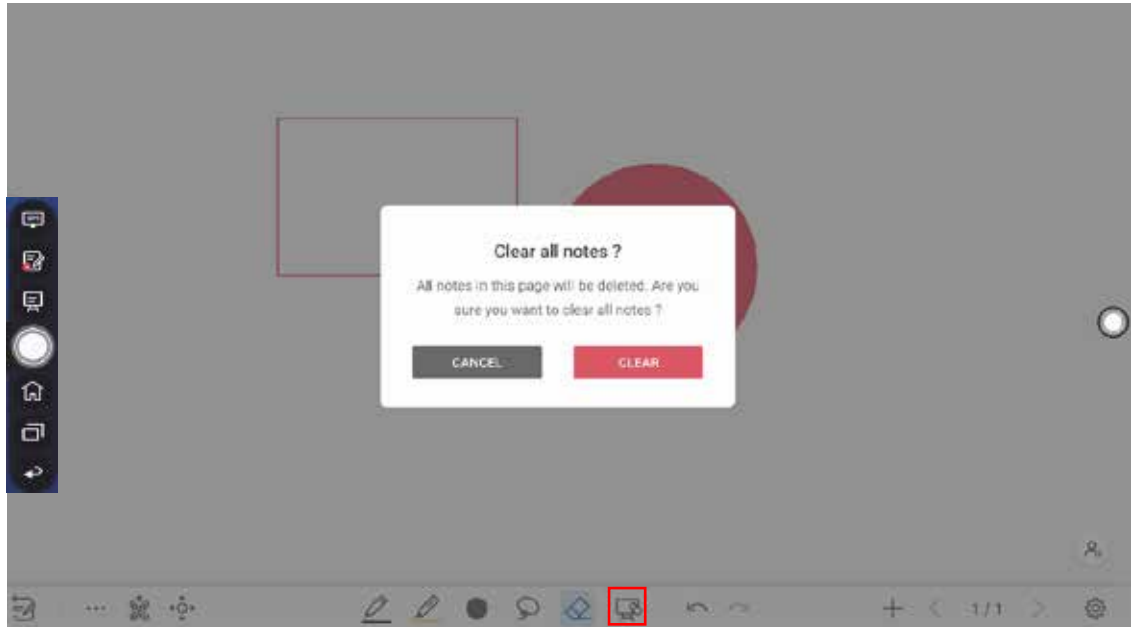 Clear all notes ?
All notes in this page will be deleted. Are you
sure you want to clear all notes ?
CANCEL
CLEAR
1/1